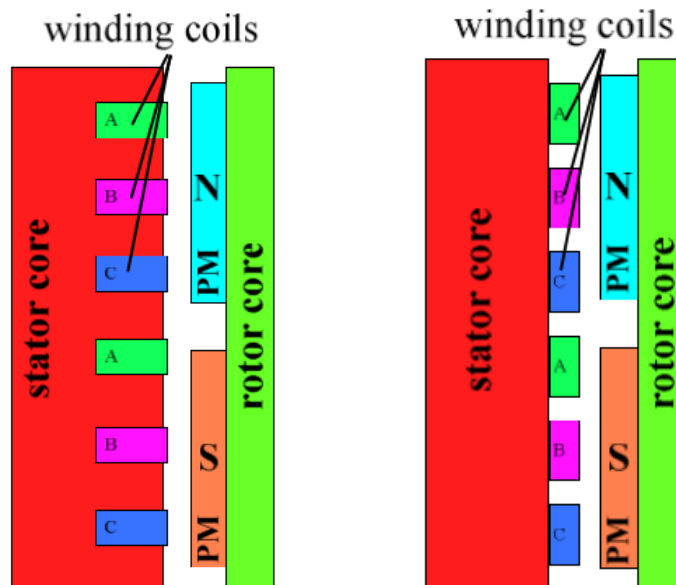 winding coils
A
B
C
A
B
C
stator core
N
PM
S
PM
rotor core
winding coils
A
B
C
A
B
C
stator core
N
PM
S
PM
rotor core